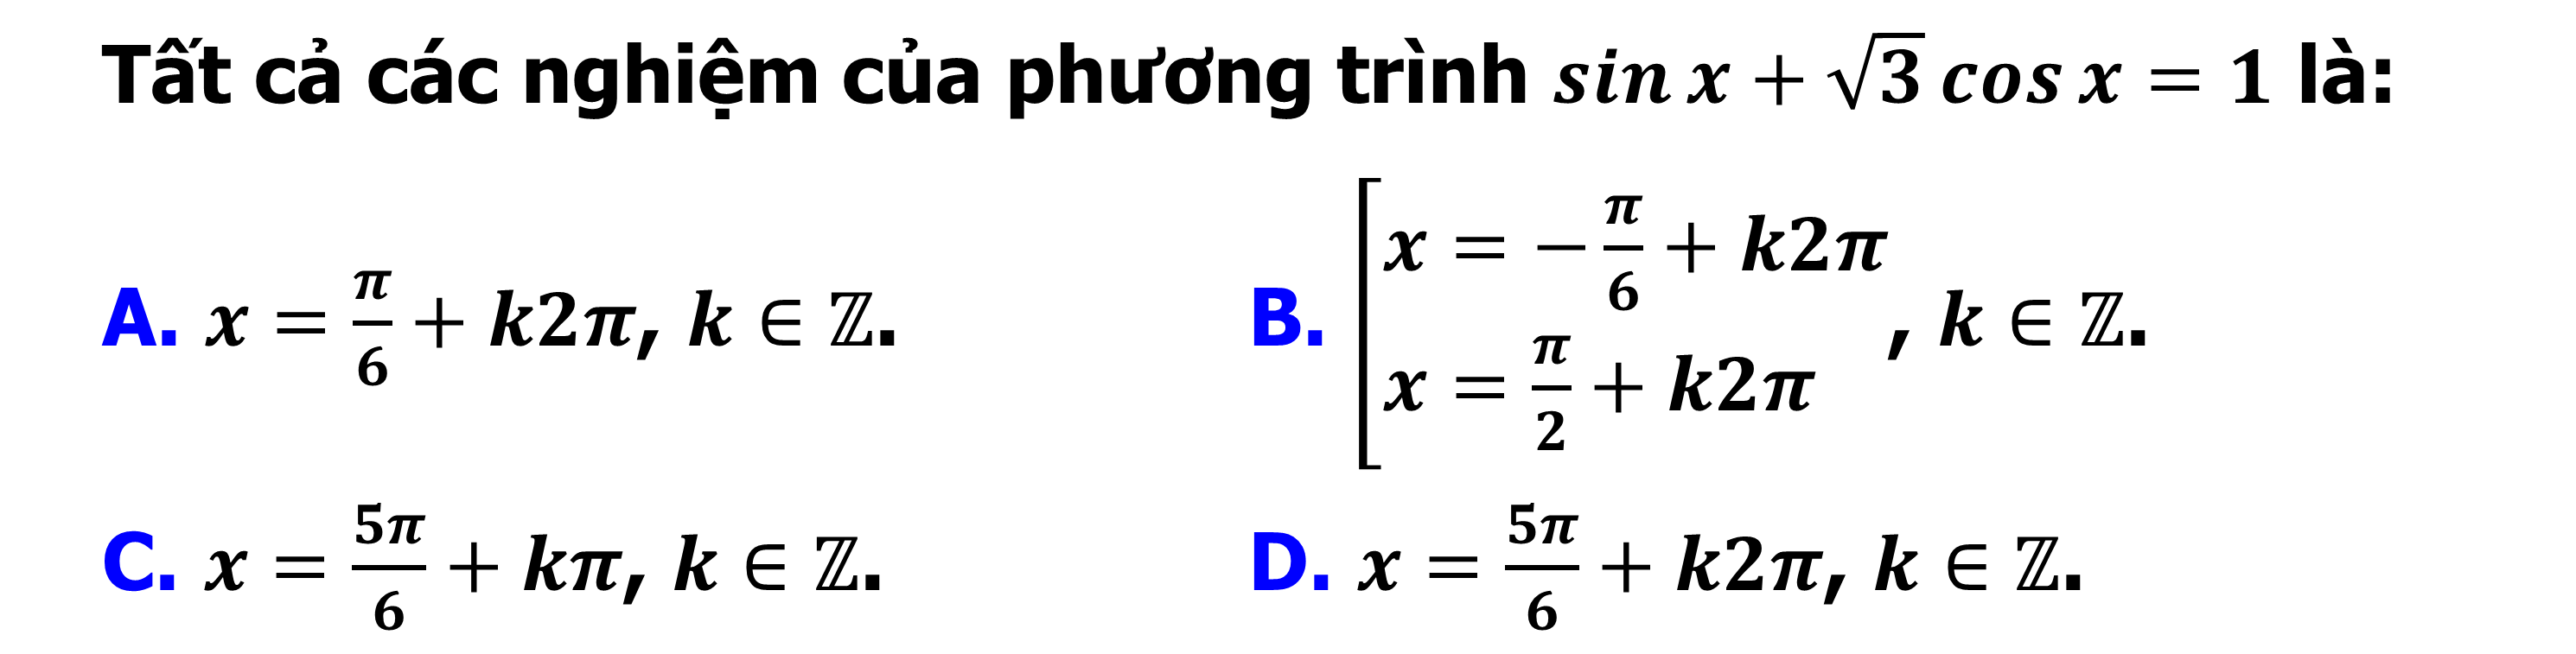 Tất cả các nghiệm của phương trình sin x + √3 cos x = 1 là:
A. x = π/6 + k2π, k ∈ ℤ.
B. [x = −π/6 + k2π
x = π/2 + k2π , k ∈ ℤ.
C. x = 5π/6 + kπ, k ∈ ℤ.
D. x = 5π/6 + k2π, k ∈ ℤ.